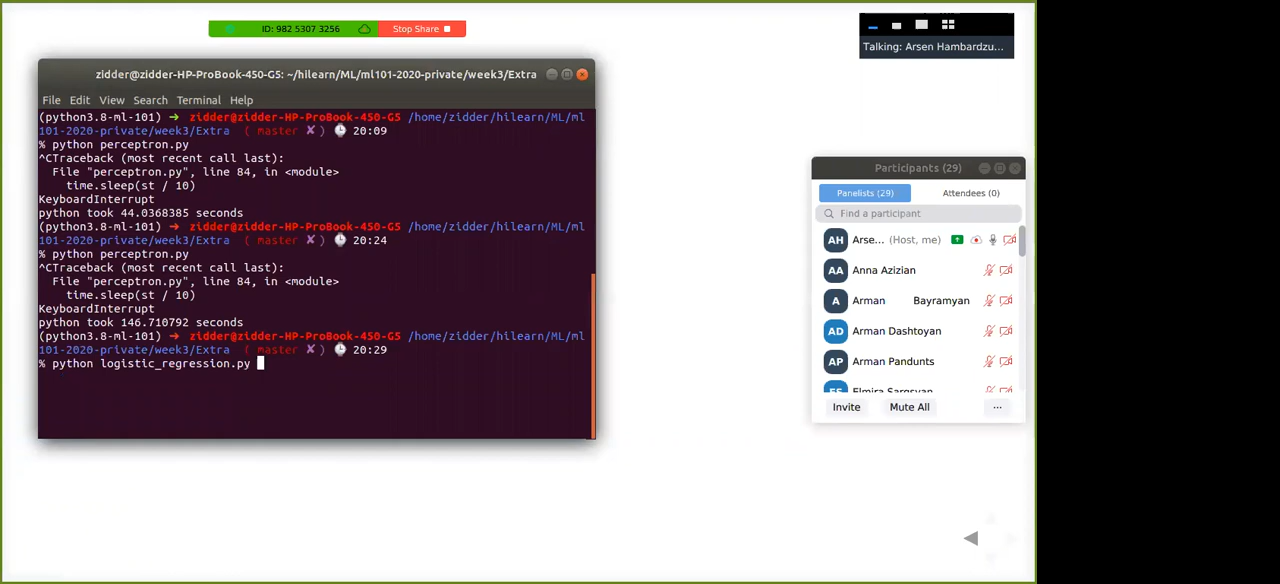 ID: 982 5307 3256
Stop Share
Talking: Arsen Hambardzu...
zidder@zidder-HP-ProBook-450-G5: ~/hilearn/ML/ml101-2020-private/week3/Extra
File Edit View Search Terminal Help
(python3.8-ml-101) ➜ zidder@zidder-HP-ProBook-450-G5 /home/zidder/hilearn/ML/ml
101-2020-private/week3/Extra ( master ✘ ) 🕒 20:09
% python perceptron.py
^CTraceback (most recent call last):
File "perceptron.py", line 84, in <module>
time.sleep(st / 10)
KeyboardInterrupt
python took 44.0368385 seconds
(python3.8-ml-101) ➜ zidder@zidder-HP-ProBook-450-G5 /home/zidder/hilearn/ML/ml
101-2020-private/week3/Extra ( master ✘ ) 🕒 20:24
% python perceptron.py
^CTraceback (most recent call last):
File "perceptron.py", line 84, in <module>
time.sleep(st / 10)
KeyboardInterrupt
python took 146.710792 seconds
(python3.8-ml-101) ➜ zidder@zidder-HP-ProBook-450-G5 /home/zidder/hilearn/ML/ml
101-2020-private/week3/Extra ( master ✘ ) 🕒 20:29
% python logistic_regression.py
Participants (29)
Panelists (29) Attendees (0)
Find a participant
AH Arse... (Host, me)
AA Anna Azizian
A Arman Bayramyan
AD Arman Dashtoyan
AP Arman Pandunts
ES Elmira Sargsyan
Invite Mute All ...